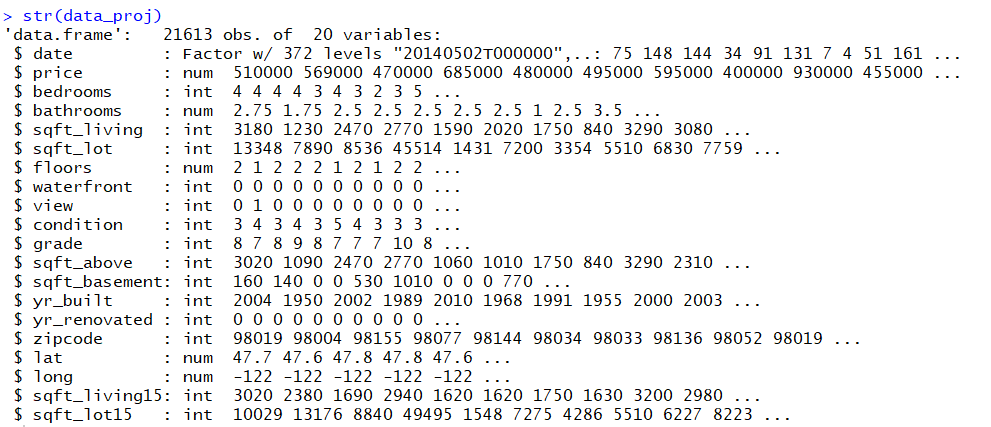 > str(data_proj)
'data.frame':   21613 obs. of  20 variables:
 $ date         : Factor w/ 372 levels "20140502T000000",..: 75 148 144 34 91 131 7 4 51 161 ...
 $ price        : num  510000 569000 470000 685000 480000 495000 595000 400000 930000 455000 ...
 $ bedrooms     : int  4 4 4 4 3 4 3 2 3 5 ...
 $ bathrooms    : num  2.75 1.75 2.5 2.5 2.5 2.5 2.5 1 2.5 3.5 ...
 $ sqft_living  : int  3180 1230 2470 2770 1590 2020 1750 840 3290 3080 ...
 $ sqft_lot     : int  13348 7890 8536 45514 1431 7200 3354 5510 6830 7759 ...
 $ floors       : num  2 1 2 2 2 1 2 1 2 2 ...
 $ waterfront   : int  0 0 0 0 0 0 0 0 0 0 ...
 $ view         : int  0 1 0 0 0 0 0 0 0 0 ...
 $ condition    : int  3 4 3 4 3 5 4 3 3 3 ...
 $ grade        : int  8 7 8 9 8 7 7 7 10 8 ...
 $ sqft_above   : int  3020 1090 2470 2770 1060 1010 1750 840 3290 2310 ...
 $ sqft_basement: int  160 140 0 0 530 1010 0 0 0 770 ...
 $ yr_built     : int  2004 1950 2002 1989 2010 1968 1991 1955 2000 2003 ...
 $ yr_renovated : int  0 0 0 0 0 0 0 0 0 0 ...
 $ zipcode      : int  98019 98004 98155 98077 98144 98034 98033 98136 98052 98019 ...
 $ lat          : num  47.7 47.6 47.8 47.8 47.6 ...
 $ long         : num  -122 -122 -122 -122 -122 ...
 $ sqft_living15: int  3020 2380 1690 2940 1620 1620 1750 1630 3200 2980 ...
 $ sqft_lot15   : int  10029 13176 8840 49495 1548 7275 4286 5510 6227 8223 ...